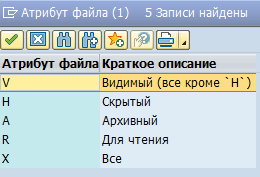 Атрибут файла (1) 5 Записи найдены
Атрибут файла Краткое описание
V Видимый (все кроме `H`)
H Скрытый
A Архивный
R Для чтения
X Все